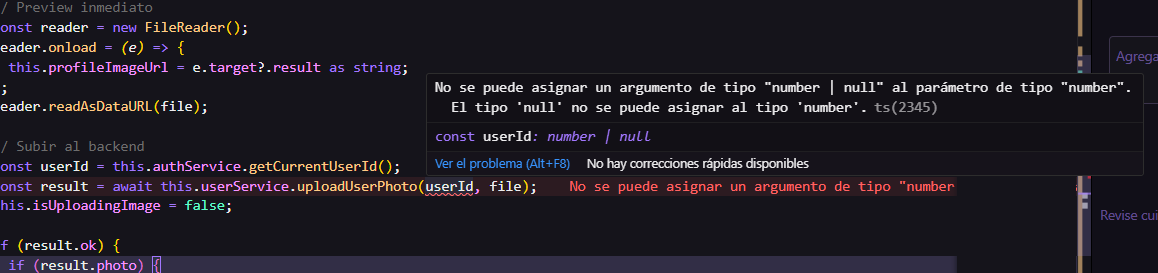 / Preview inmediato
onst reader = new FileReader();
eader.onload = (e) => {
this.profileImageUrl = e.target?.result as string;
;
eader.readAsDataURL(file);
No se puede asignar un argumento de tipo "number | null" al parámetro de tipo "number".
El tipo 'null' no se puede asignar al tipo 'number'. ts(2345)
const userId: number | null
Ver el problema (Alt+F8) No hay correcciones rápidas disponibles
/ Subir al backend
onst userId = this.authService.getCurrentUserId();
onst result = await this.userService.uploadUserPhoto(userId, file); No se puede asignar un argumento de tipo "number
his.isUploadingImage = false;
f (result.ok) {
if (result.photo) {
Agrega
Revise cui